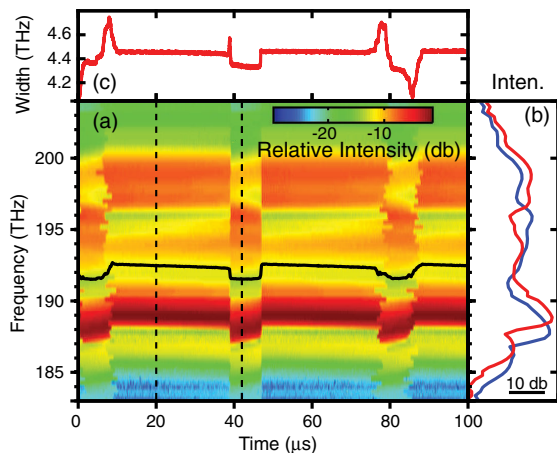 4.8
4.6
4.4
Width (THz)
(c)
Inten.
(a)
-20
-10
Relative Intensity (db)
(b)
200
195
190
185
Frequency (THz)
10 db
0
20
40
60
80
100
Time (μs)